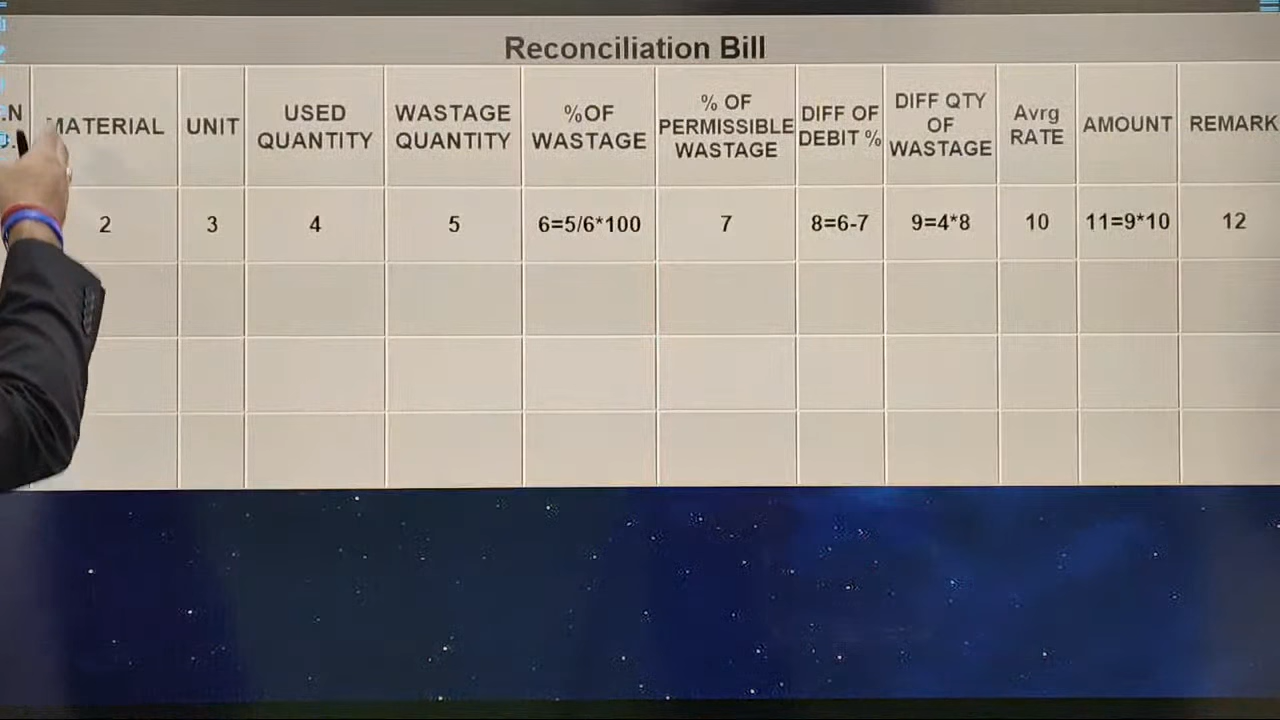 Reconciliation Bill
.N
MATERIAL
UNIT
USED
QUANTITY
WASTAGE
QUANTITY
%OF
WASTAGE
% OF
PERMISSIBLE
WASTAGE
DIFF OF
DEBIT %
DIFF QTY
OF
WASTAGE
Avrg
RATE
AMOUNT
REMARK
2
3
4
5
6=5/6*100
7
8=6-7
9=4*8
10
11=9*10
12